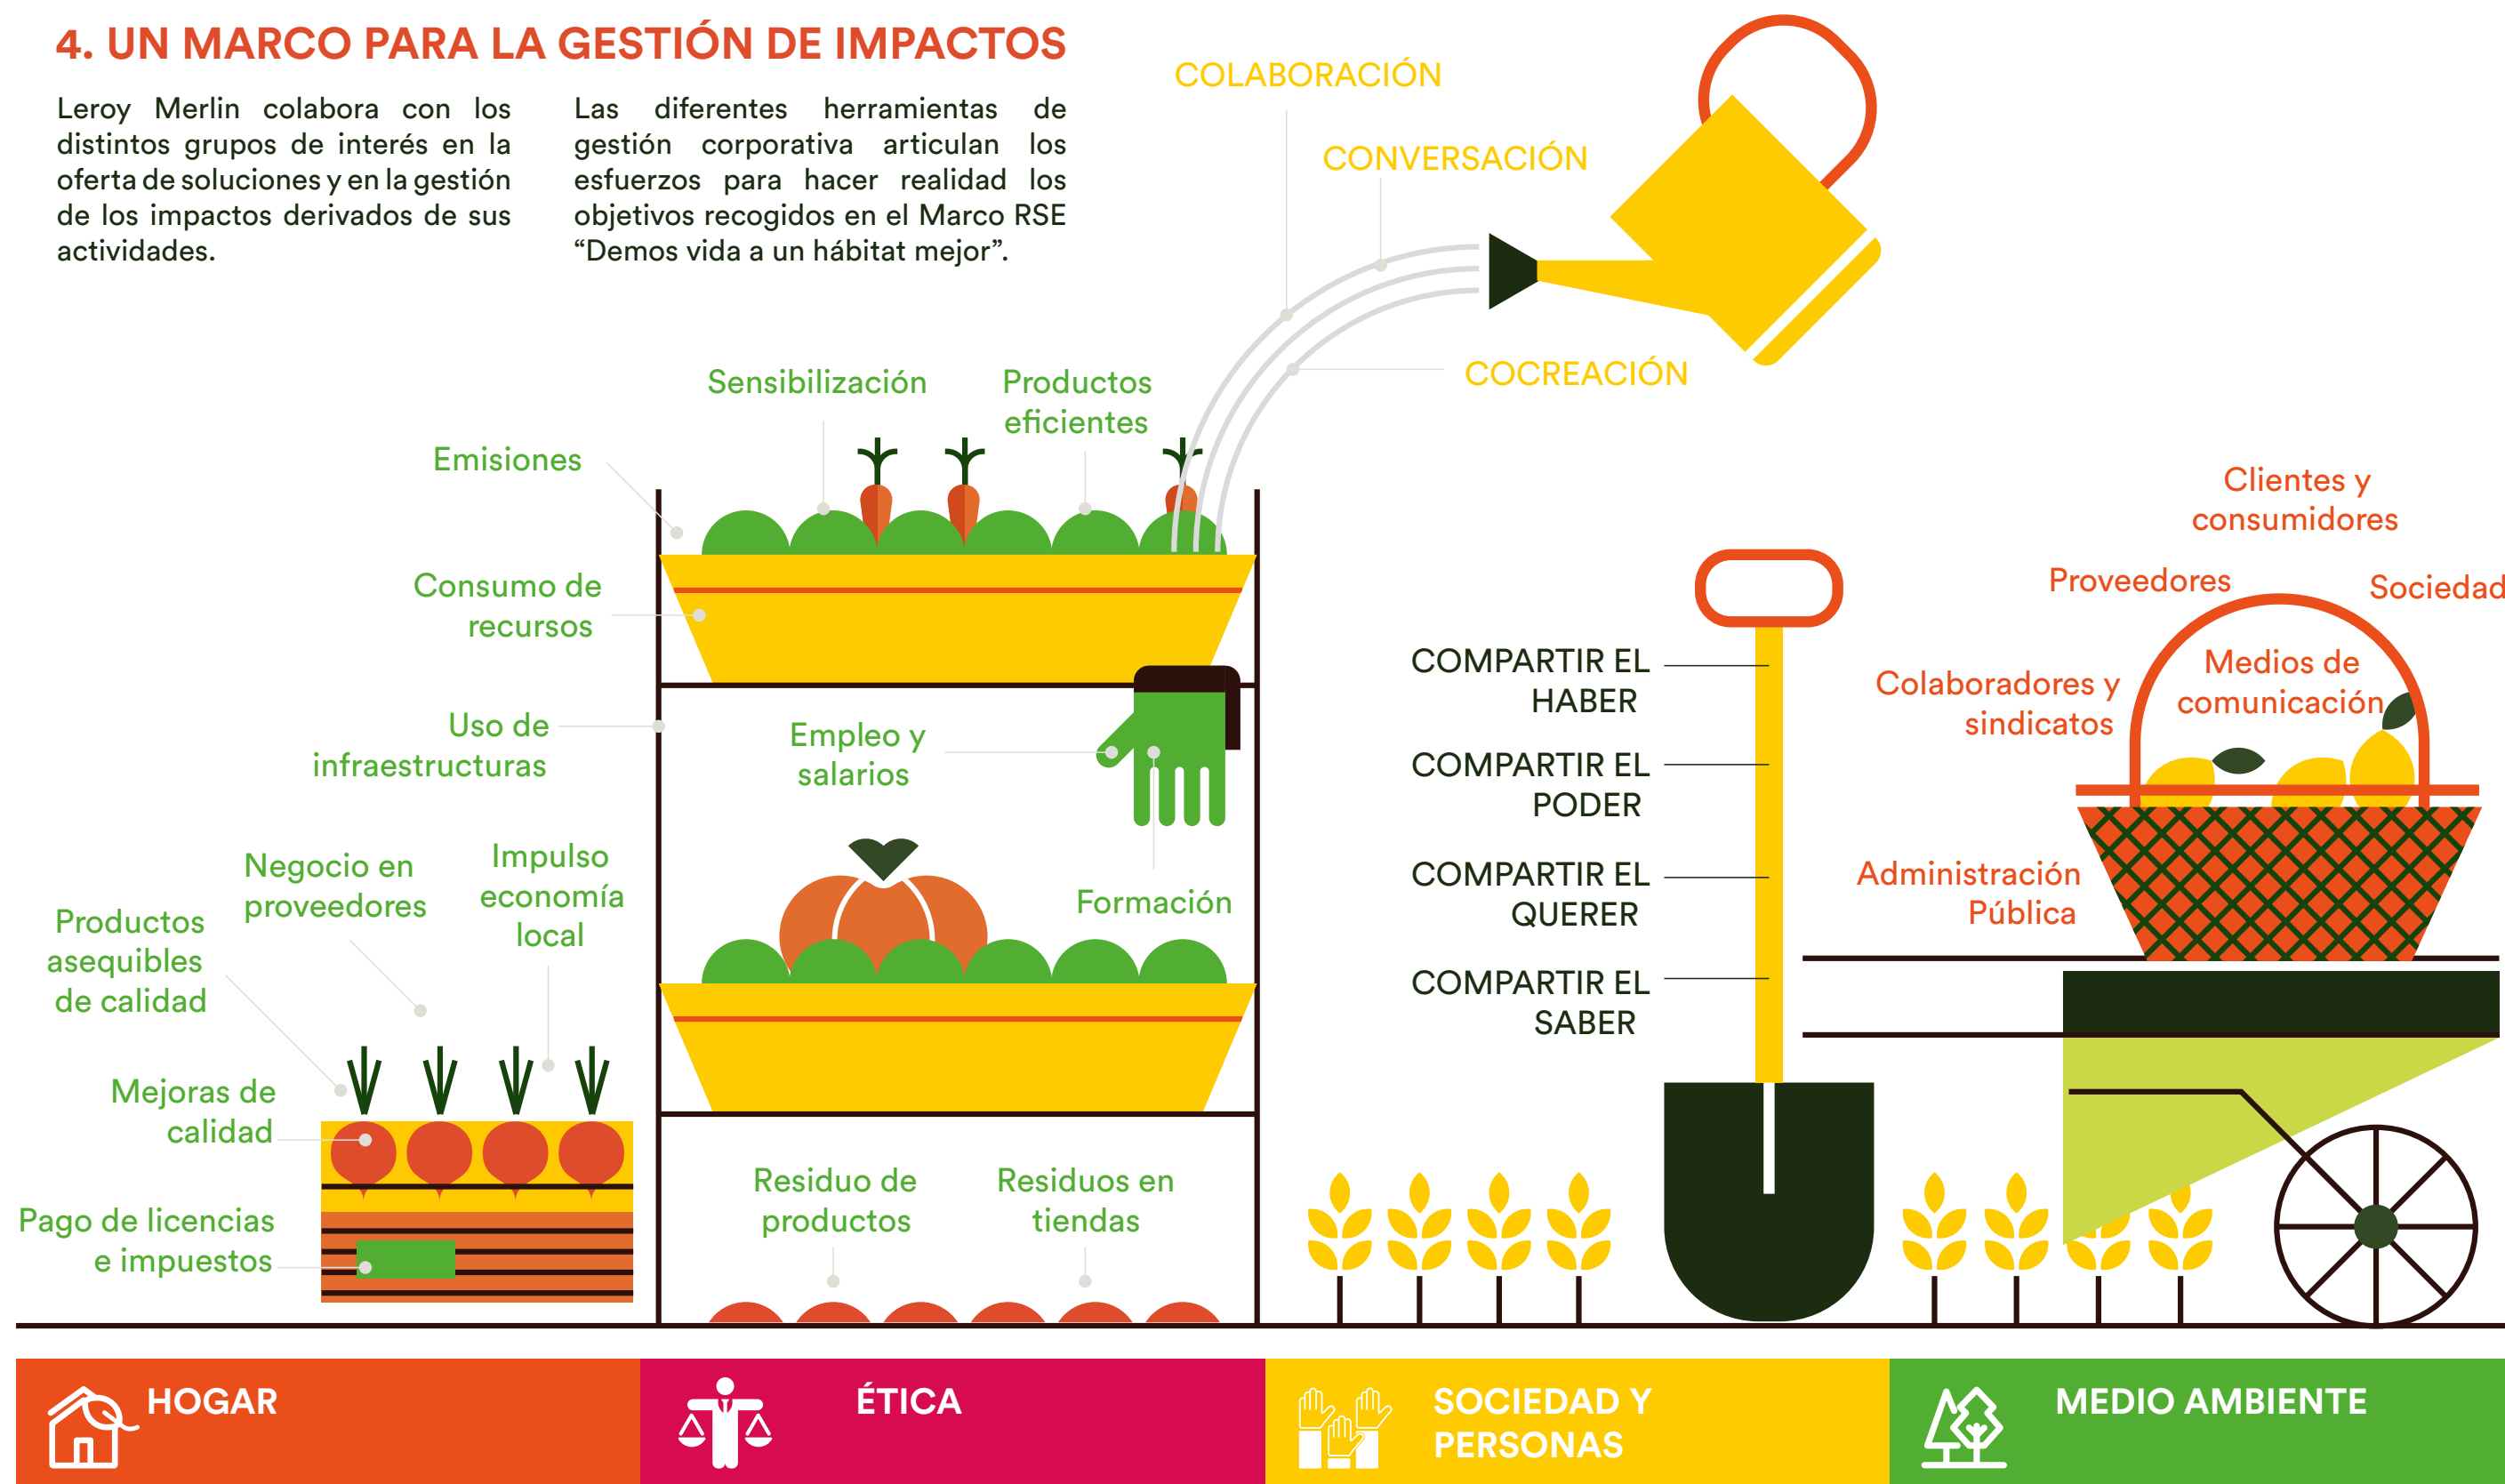 4. UN MARCO PARA LA GESTIÓN DE IMPACTOS
Leroy Merlin colabora con los
distintos grupos de interés en la
oferta de soluciones y en la gestión
de los impactos derivados de sus
actividades.
Las diferentes herramientas de
gestión corporativa articulan los
esfuerzos para hacer realidad los
objetivos recogidos en el Marco RSE
“Demos vida a un hábitat mejor”.
COLABORACIÓN
CONVERSACIÓN
COCREACIÓN
Sensibilización
Productos
eficientes
Emisiones
Consumo de
recursos
Uso de
infraestructuras
Empleo y
salarios
Formación
Negocio en
proveedores
Impulso
economía
local
Productos
asequibles
de calidad
Mejoras de
calidad
Pago de licencias
e impuestos
Residuo de
productos
Residuos en
tiendas
COMPARTIR EL
HABER
COMPARTIR EL
PODER
COMPARTIR EL
QUERER
COMPARTIR EL
SABER
Clientes y
consumidores
Proveedores
Sociedad
Medios de
comunicación
Colaboradores y
sindicatos
Administración
Pública
HOGAR
ÉTICA
SOCIEDAD Y
PERSONAS
MEDIO AMBIENTE